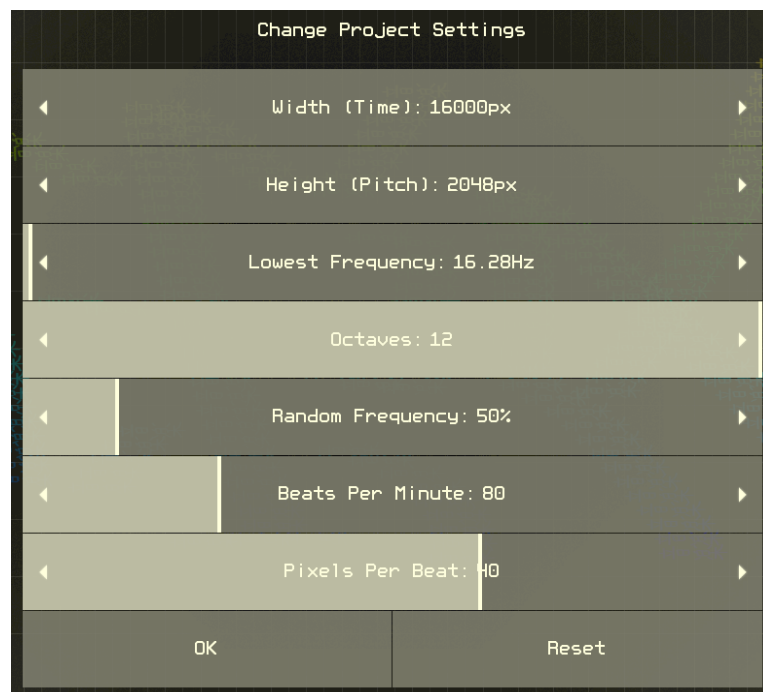 Change Project Settings
Width (Time): 16000px
Height (Pitch): 2048px
Lowest Frequency: 16.28Hz
Octaves: 12
Random Frequency: 50%
Beats Per Minute: 80
Pixels Per Beat: 40
OK
Reset